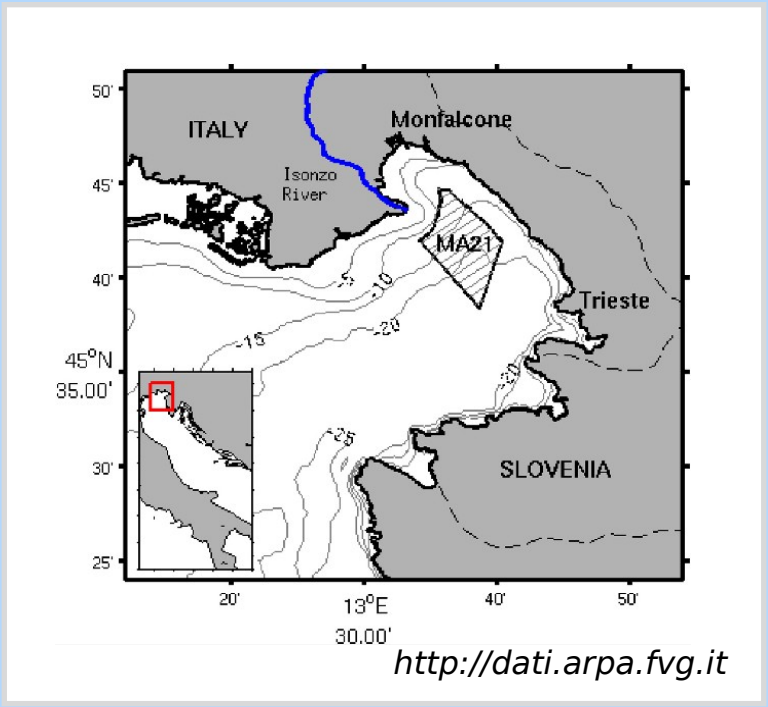 50'
Monfalcone
ITALY
Isonzo
River
45'
MA21
40'
-5
-10
Trieste
-15
-20
45°N
35.00'
-20
-25
30'
SLOVENIA
25'
20'
13°E
30.00'
40'
50'
http://dati.arpa.fvg.it